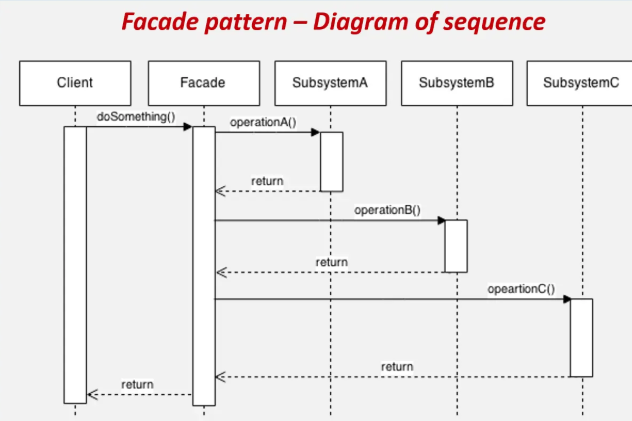 Facade pattern – Diagram of sequence
Client
Facade
SubsystemA
SubsystemB
SubsystemC
doSomething()
operationA()
return
operationB()
return
opeartionC()
return
return